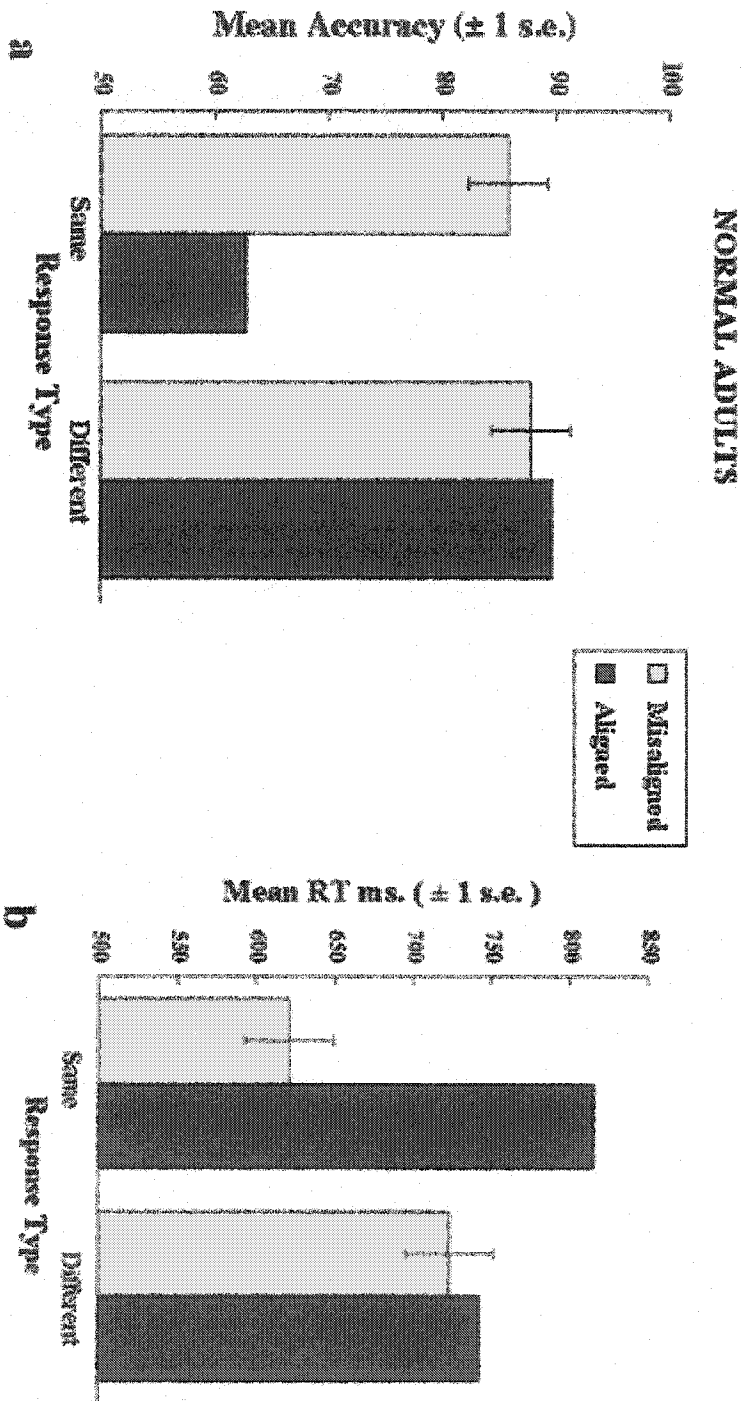 NORMAL ADULTS
Mean Accuracy (± 1 s.e.)
100
90
80
70
60
50
Same
Different
Response Type
a
Misaligned
Aligned
Mean RT ms. ( ± 1 s.e. )
850
800
750
700
650
600
550
500
Same
Different
Response Type
b